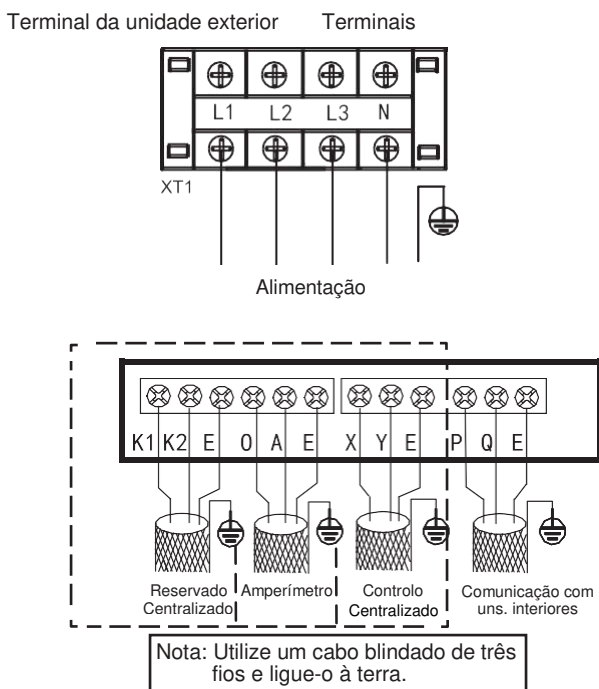 Terminal da unidade exterior Terminais
L1 L2 L3 N
XT1
Alimentação
K1 K2 E O A E X Y E P Q E
Reservado
Centralizado
Amperímetro
Controlo
Centralizado
Comunicação com
uns. interiores
Nota: Utilize um cabo blindado de três
fios e ligue-o à terra.